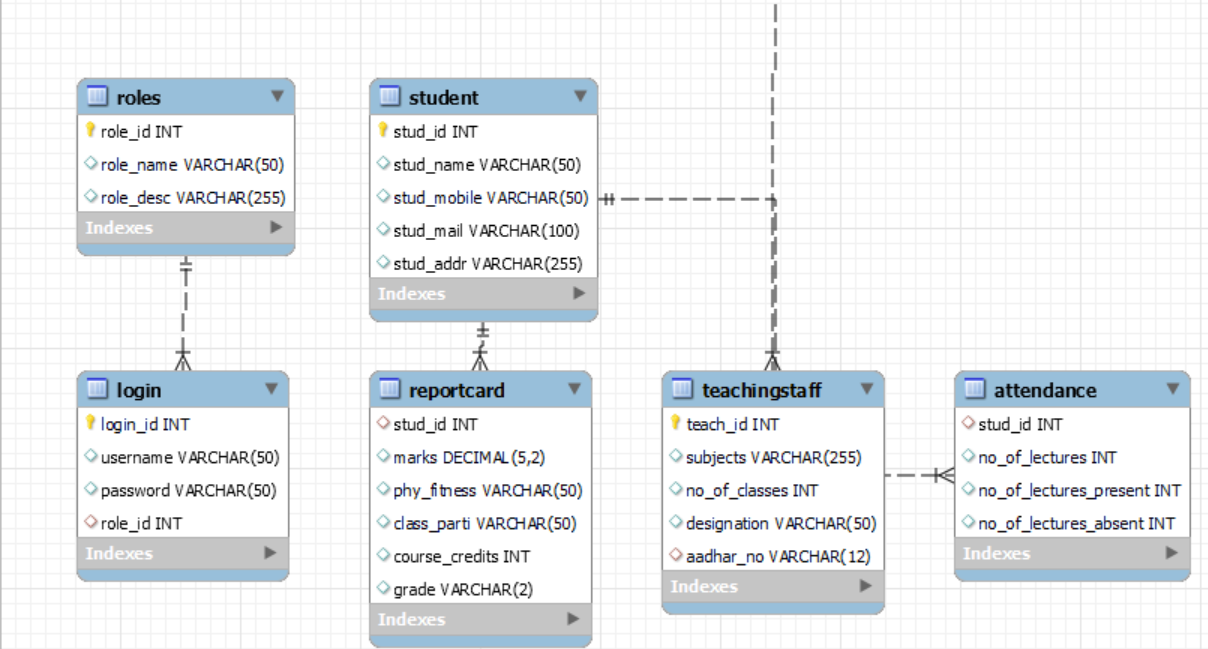 roles
role_id INT
role_name VARCHAR(50)
role_desc VARCHAR(255)
Indexes
student
stud_id INT
stud_name VARCHAR(50)
stud_mobile VARCHAR(50)
stud_mail VARCHAR(100)
stud_addr VARCHAR(255)
Indexes
login
login_id INT
username VARCHAR(50)
password VARCHAR(50)
role_id INT
Indexes
reportcard
stud_id INT
marks DECIMAL(5,2)
phy_fitness VARCHAR(50)
class_parti VARCHAR(50)
course_credits INT
grade VARCHAR(2)
Indexes
teachingstaff
teach_id INT
subjects VARCHAR(255)
no_of_classes INT
designation VARCHAR(50)
aadhar_no VARCHAR(12)
Indexes
attendance
stud_id INT
no_of_lectures INT
no_of_lectures_present INT
no_of_lectures_absent INT
Indexes